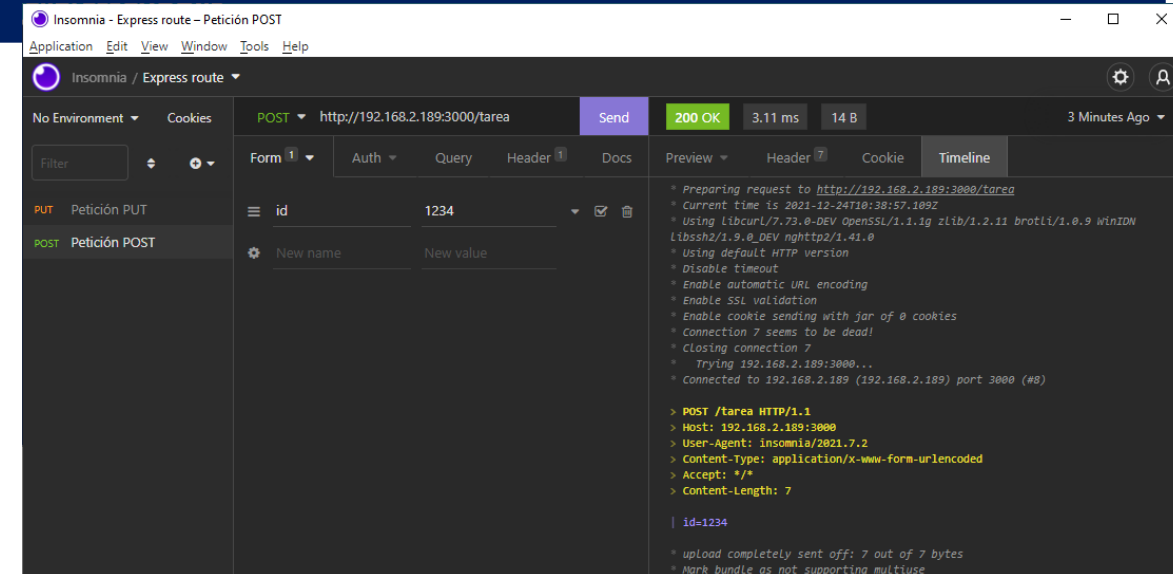 Insomnia - Express route – Petición POST
Application Edit View Window Tools Help
Insomnia / Express route
No Environment Cookies
POST http://192.168.2.189:3000/tarea Send
200 OK 3.11 ms 14 B 3 Minutes Ago
Filter
Form 1 Auth Query Header 1 Docs
Preview Header 7 Cookie Timeline
PUT Petición PUT
POST Petición POST
id 1234
New name New value
* Preparing request to http://192.168.2.189:3000/tarea
* Current time is 2021-12-24T10:38:57.109Z
* Using libcurl/7.73.0-DEV OpenSSL/1.1.1g zlib/1.2.11 brotli/1.0.9 WinIDN
libssh2/1.9.0_DEV nghttp2/1.41.0
* Using default HTTP version
* Disable timeout
* Enable automatic URL encoding
* Enable SSL validation
* Enable cookie sending with jar of 0 cookies
* Connection 7 seems to be dead!
* Closing connection 7
* Trying 192.168.2.189:3000...
* Connected to 192.168.2.189 (192.168.2.189) port 3000 (#8)
> POST /tarea HTTP/1.1
> Host: 192.168.2.189:3000
> User-Agent: insomnia/2021.7.2
> Content-Type: application/x-www-form-urlencoded
> Accept: */*
> Content-Length: 7
| id=1234
* upload completely sent off: 7 out of 7 bytes
* Mark bundle as not supporting multiuse